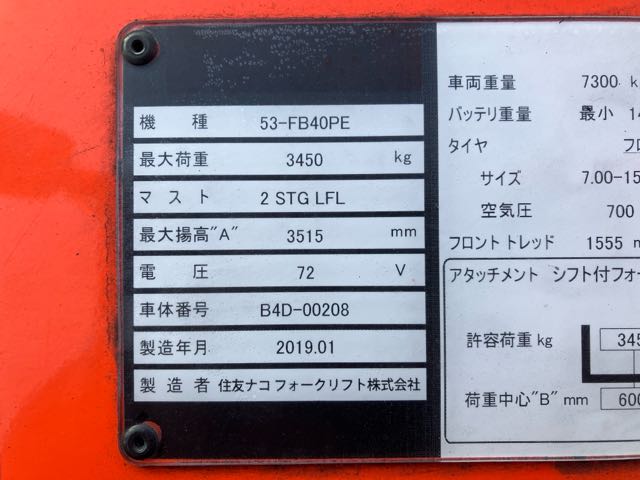 機 種 53-FB40PE
最大荷重 3450 kg
マスト 2 STG LFL
最大揚高"A" 3515 mm
電 圧 72 V
車体番号 B4D-00208
製造年月 2019.01
製造者 住友ナコフォークリフト株式会社
車両重量 7300 k
バッテリ重量 最小 14
タイヤ フロ
サイズ 7.00-15
空気圧 700
フロントトレッド 1555 m
アタッチメント シフト付フォー
許容荷重 kg 345
荷重中心"B" mm 600